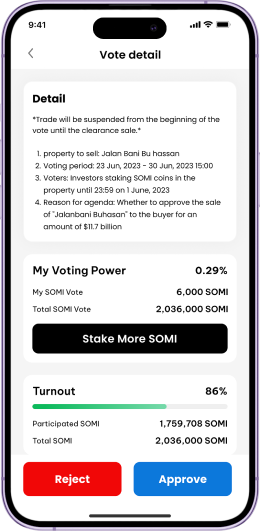 9:41
Vote detail
Detail
*Trade will be suspended from the beginning of the
vote until the clearance sale.*
1. property to sell: Jalan Bani Bu hassan
2. Voting period: 23 Jun, 2023 - 30 Jun, 2023 15:00
3. Voters: Investors staking SOMI coins in the
property until 23:59 on 1 June, 2023
4. Reason for agenda: Whether to approve the sale
of "Jalanbani Buhasan" to the buyer for an
amount of $11.7 billion
My Voting Power 0.29%
My SOMI Vote 6,000 SOMI
Total SOMI Vote 2,036,000 SOMI
Stake More SOMI
Turnout 86%
Participated SOMI 1,759,708 SOMI
Total SOMI 2,036,000 SOMI
Reject Approve